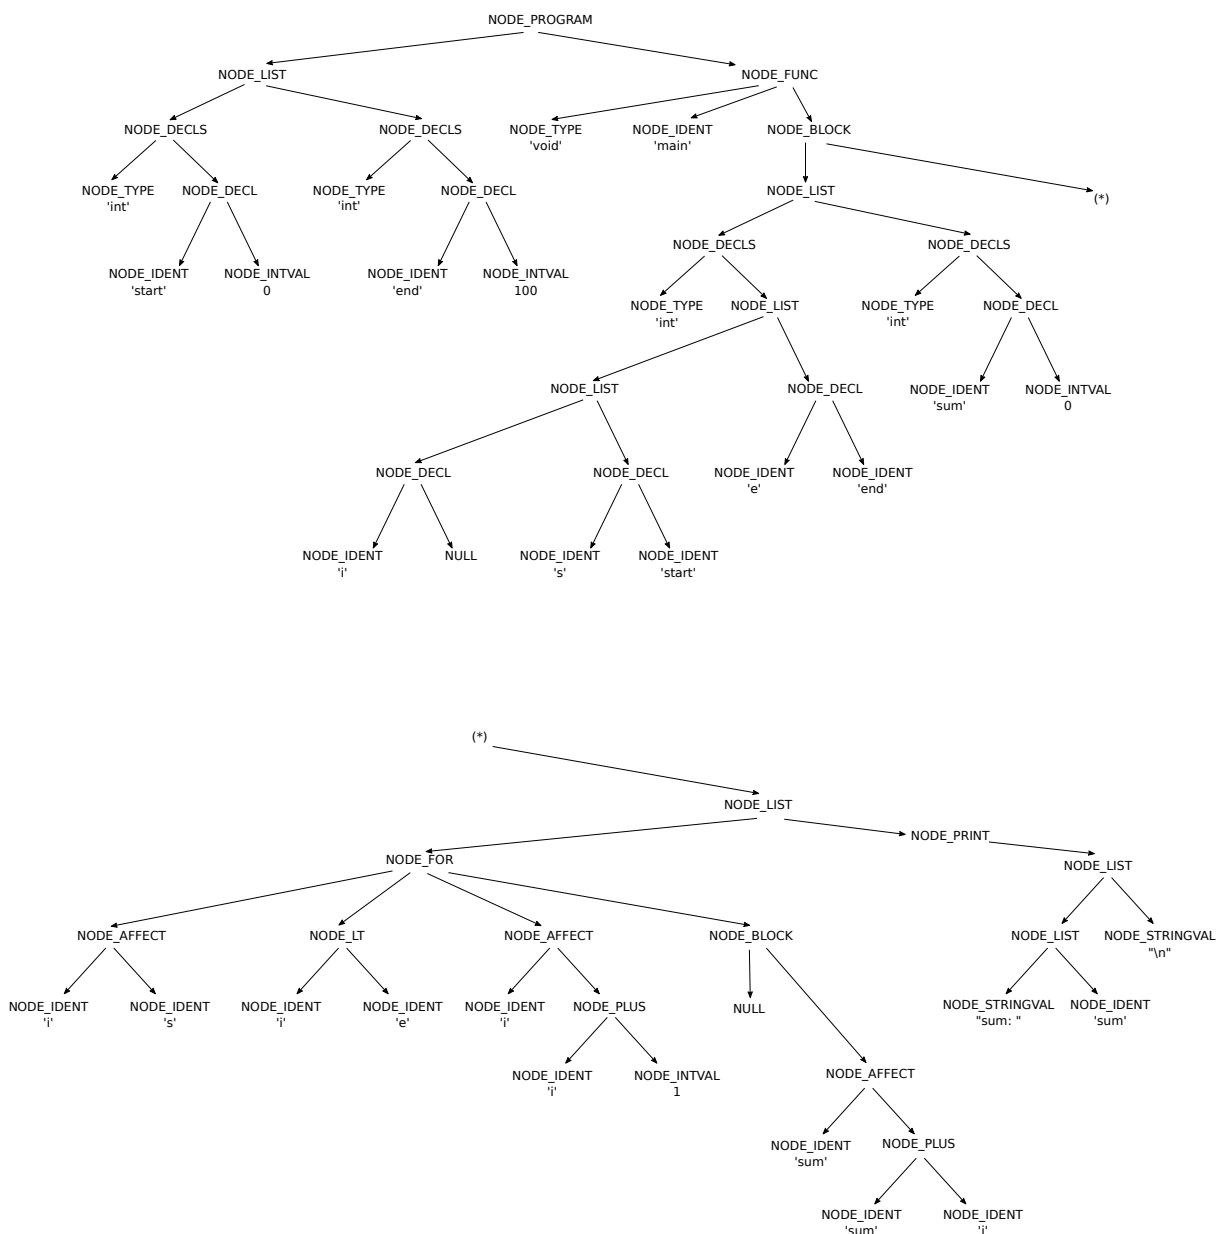 NODE_PROGRAM
NODE_LIST
NODE_FUNC
NODE_DECLS
NODE_DECLS
NODE_TYPE
'void'
NODE_IDENT
'main'
NODE_BLOCK
NODE_TYPE
'int'
NODE_DECL
NODE_TYPE
'int'
NODE_DECL
NODE_LIST
(*)
NODE_DECLS
NODE_DECLS
NODE_IDENT
'start'
NODE_INTVAL
0
NODE_IDENT
'end'
NODE_INTVAL
100
NODE_TYPE
'int'
NODE_LIST
NODE_TYPE
'int'
NODE_DECL
NODE_LIST
NODE_DECL
NODE_IDENT
'sum'
NODE_INTVAL
0
NODE_DECL
NODE_DECL
NODE_IDENT
'e'
NODE_IDENT
'end'
NODE_IDENT
'i'
NULL
NODE_IDENT
's'
NODE_IDENT
'start'
(*)
NODE_LIST
NODE_PRINT
NODE_FOR
NODE_LIST
NODE_AFFECT
NODE_LT
NODE_AFFECT
NODE_BLOCK
NODE_LIST
NODE_STRINGVAL
"\n"
NODE_IDENT
'i'
NODE_IDENT
's'
NODE_IDENT
'i'
NODE_IDENT
'e'
NODE_IDENT
'i'
NODE_PLUS
NULL
NODE_STRINGVAL
"sum: "
NODE_IDENT
'sum'
NODE_IDENT
'i'
NODE_INTVAL
1
NODE_AFFECT
NODE_IDENT
'sum'
NODE_PLUS
NODE_IDENT
'sum'
NODE_IDENT
'i'